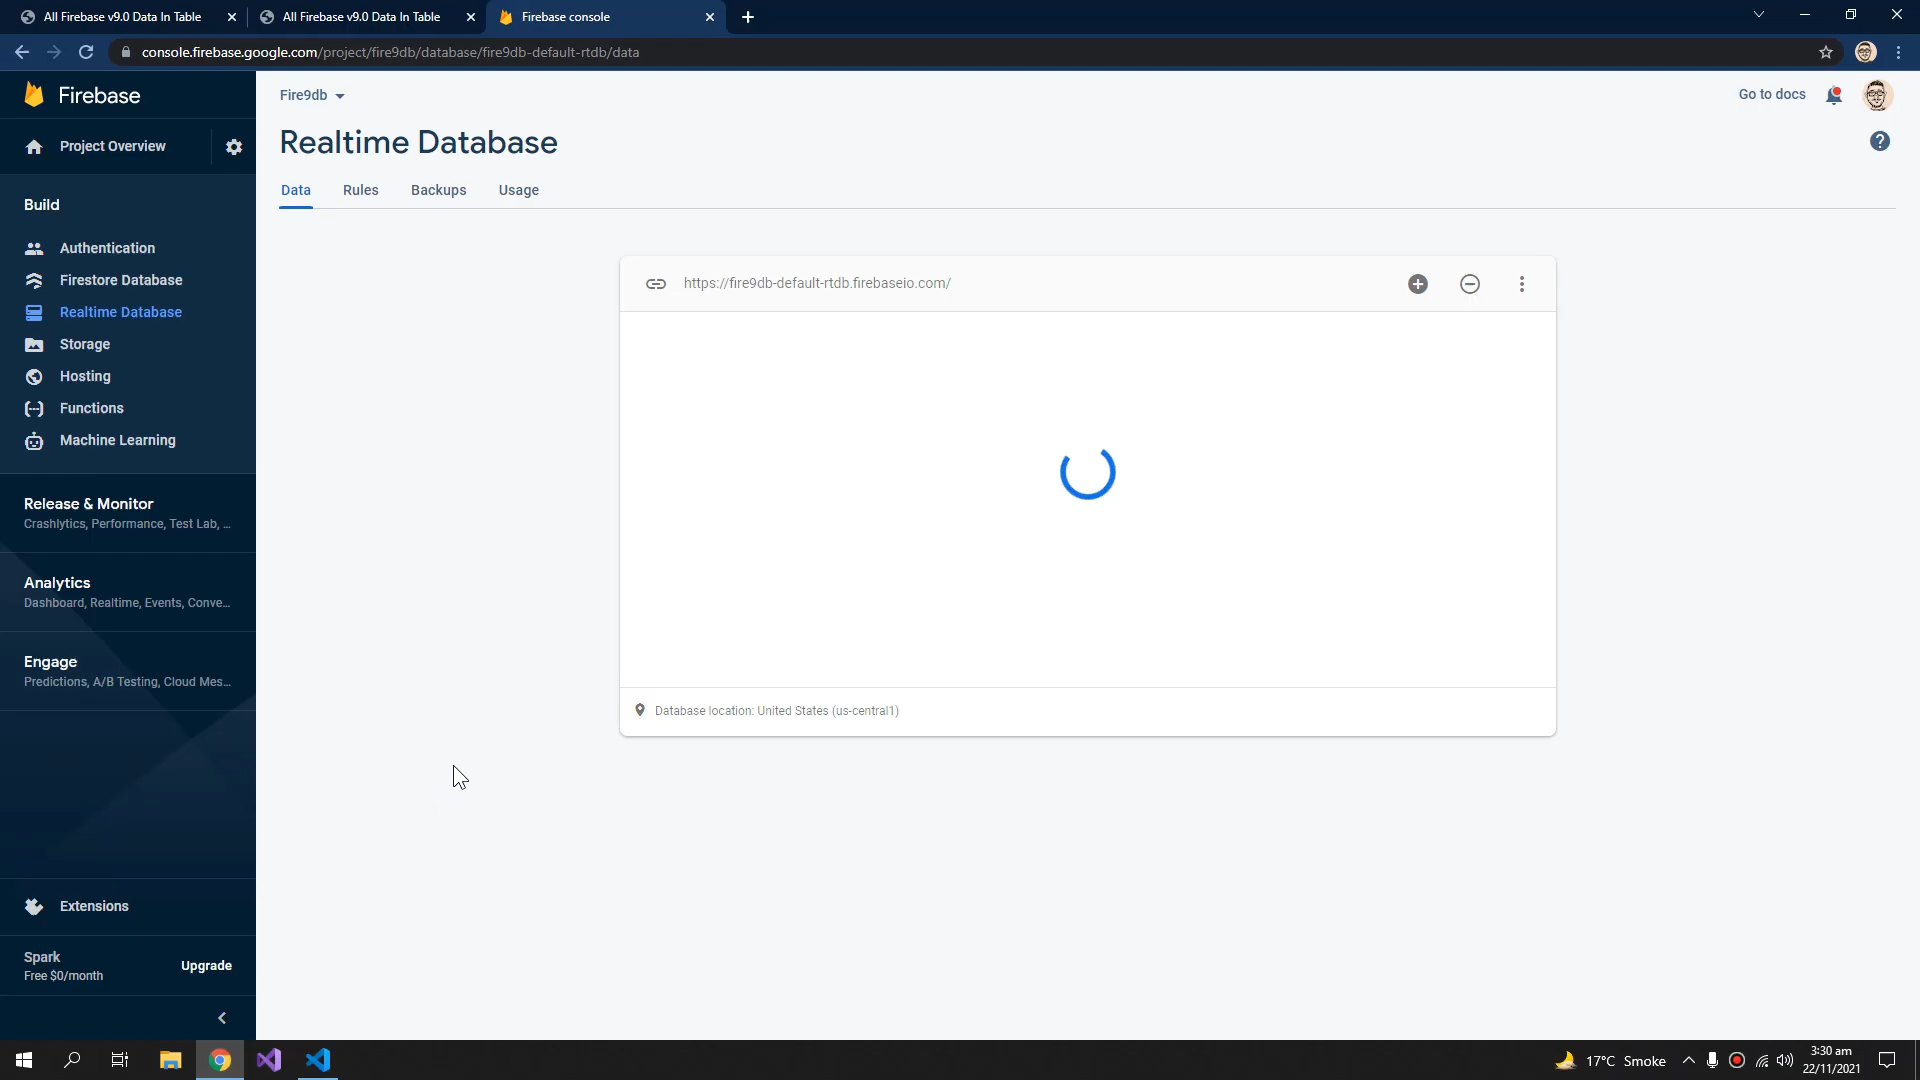 All Firebase v9.0 Data In Table
All Firebase v9.0 Data In Table
Firebase console
console.firebase.google.com/project/fire9db/database/fire9db-default-rtdb/data
Firebase
Fire9db
Go to docs
Project Overview
Realtime Database
Data
Rules
Backups
Usage
Build
Authentication
Firestore Database
Realtime Database
Storage
Hosting
Functions
Machine Learning
https://fire9db-default-rtdb.firebaseio.com/
Release & Monitor
Crashlytics, Performance, Test Lab, ...
Analytics
Dashboard, Realtime, Events, Conve...
Engage
Predictions, A/B Testing, Cloud Mes...
Database location: United States (us-central1)
Extensions
Spark
Free $0/month
Upgrade
17°C Smoke
3:30 am
22/11/2021